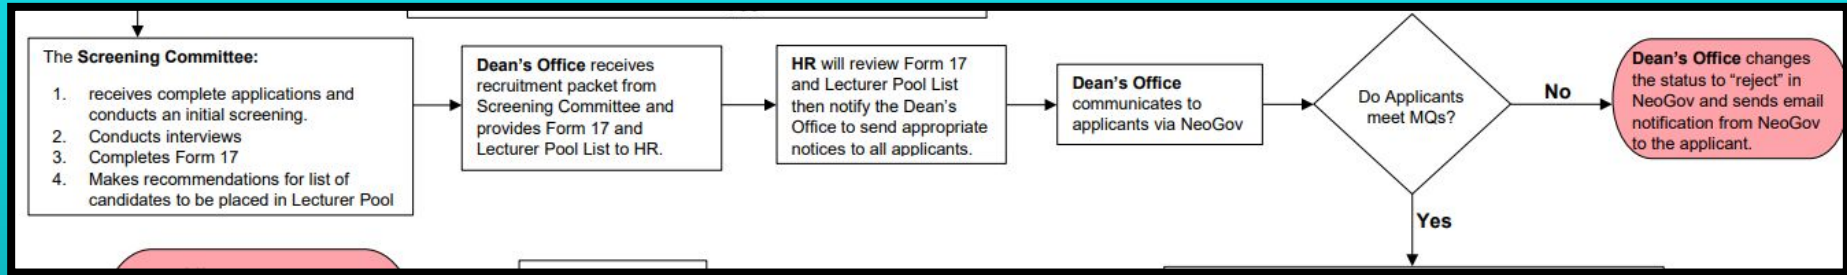 The Screening Committee:
1. receives complete applications and
conducts an initial screening.
2. Conducts interviews
3. Completes Form 17
4. Makes recommendations for list of
candidates to be placed in Lecturer Pool
Dean's Office receives
recruitment packet from
Screening Committee and
provides Form 17 and
Lecturer Pool List to HR.
HR will review Form 17
and Lecturer Pool List
then notify the Dean's
Office to send appropriate
notices to all applicants.
Dean's Office
communicates to
applicants via NeoGov
Do Applicants
meet MQs?
No
Dean's Office changes
the status to “reject” in
NeoGov and sends email
notification from NeoGov
to the applicant.
Yes